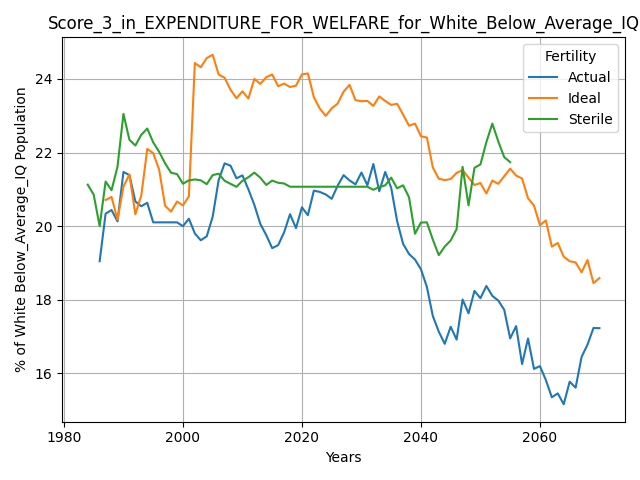 Score_3_in_EXPENDITURE_FOR_WELFARE_for_White_Below_Average_IQ
% of White Below_Average_IQ Population
24
22
20
18
16
Fertility
Actual
Ideal
Sterile
1980
2000
2020
2040
2060
Years